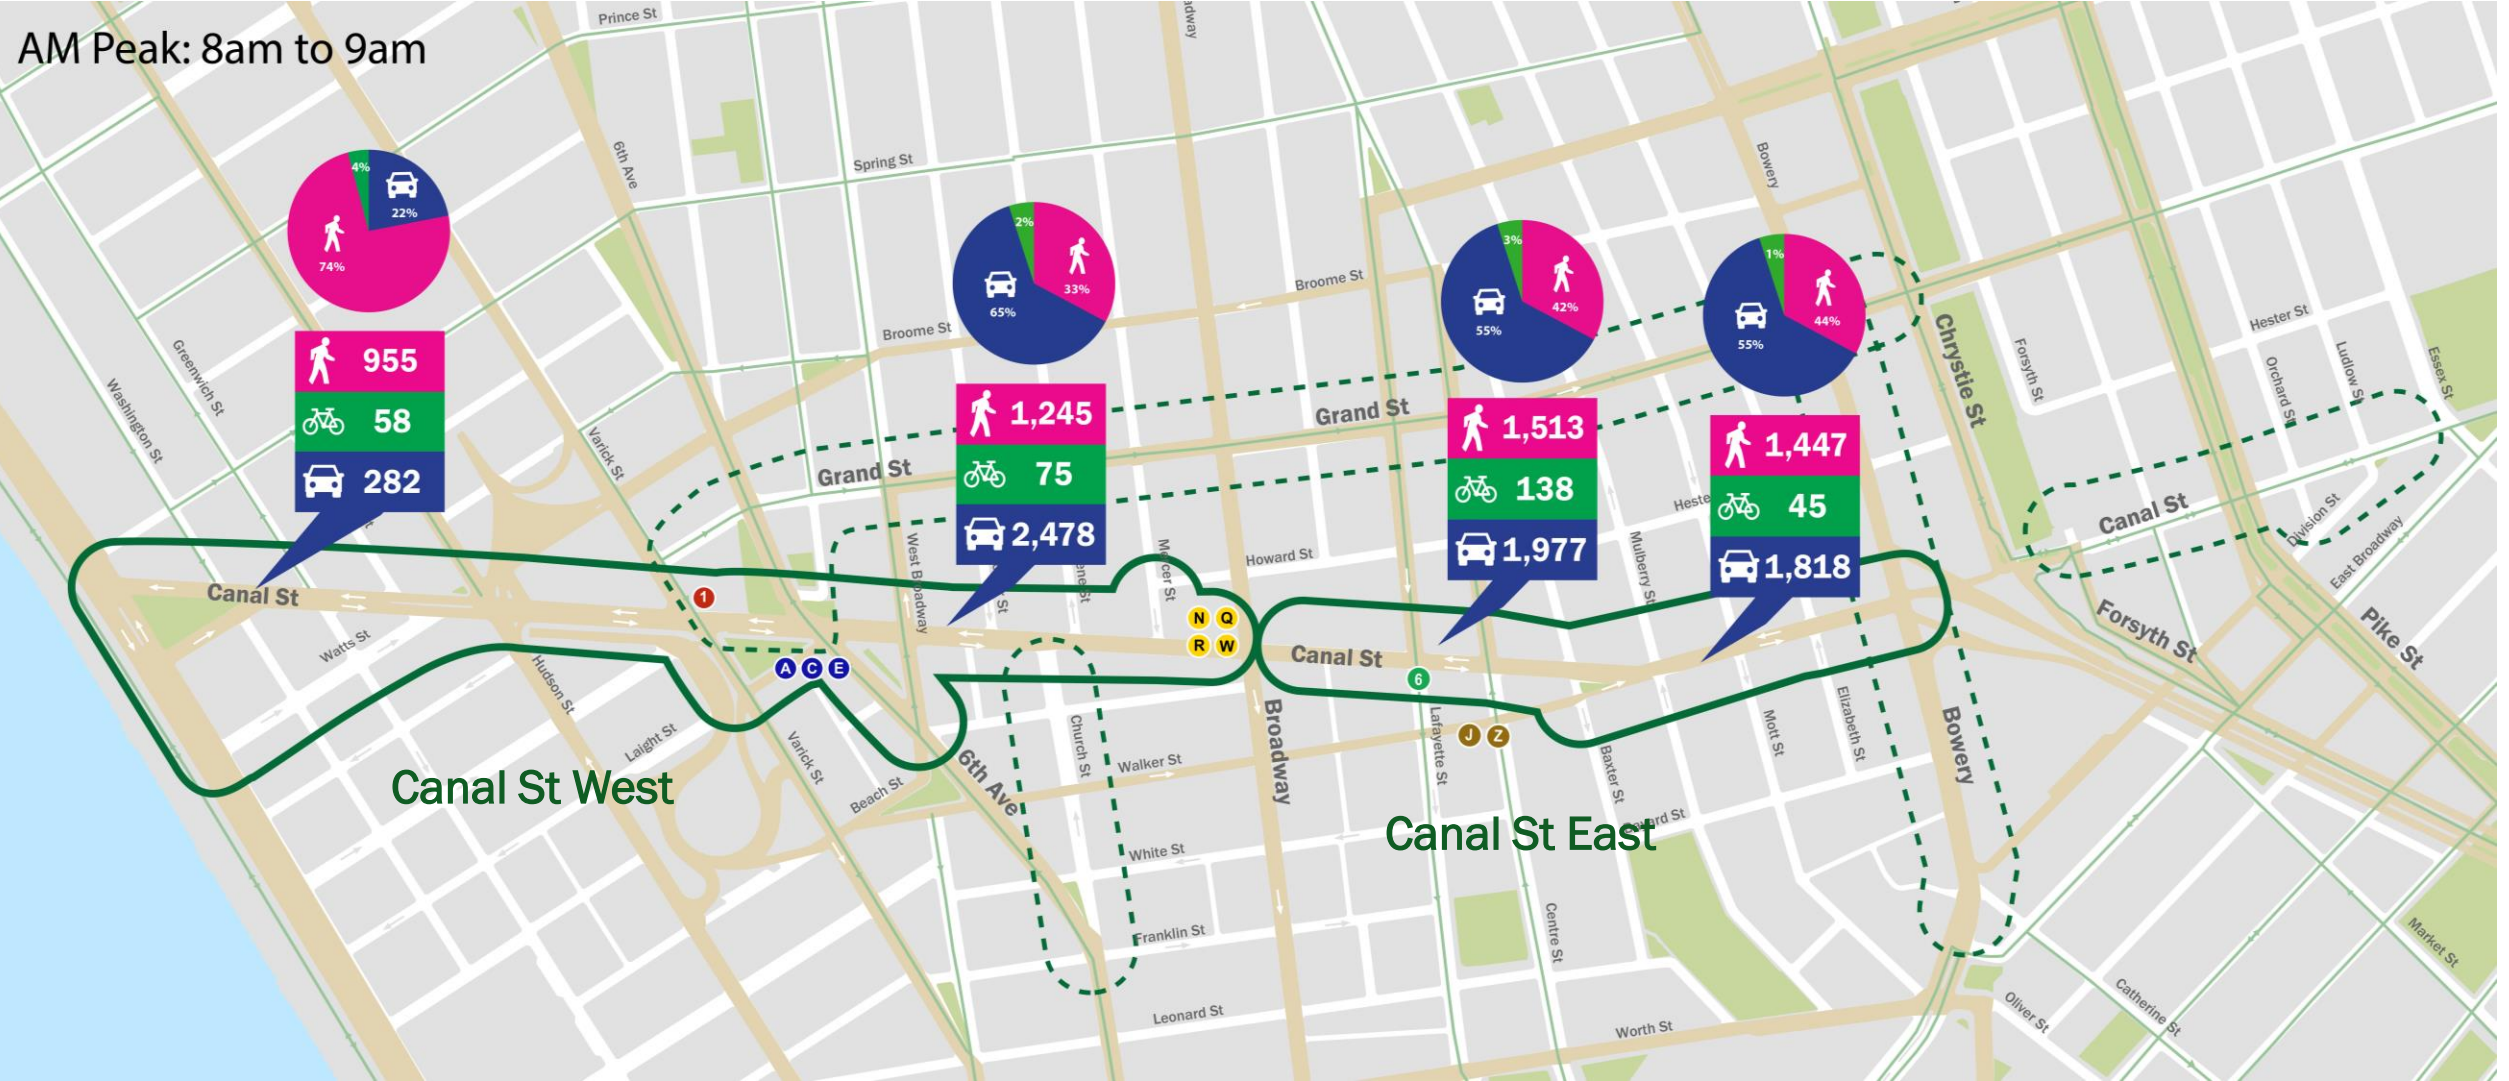 AM Peak: 8am to 9am
Prince St
6th Ave
Spring St
Bowery
4%
22%
74%
2%
33%
65%
3%
42%
55%
1%
44%
55%
Broome St
Broome St
Hester St
Chrystie St
Forsyth St
Orchard St
Ludlow St
Essex St
Washington St
Greenwich St
Varick St
955
58
282
1,245
75
2,478
1,513
138
1,977
1,447
45
1,818
Grand St
Grand St
Canal St
Division St
East Broadway
West Broadway
Mercer St
Howard St
Mulberry St
Canal St
1
N Q
R W
A C E
Canal St
6
J Z
Watts St
Hudson St
Laight St
Varick St
Beach St
6th Ave
Church St
Walker St
Broadway
Lafayette St
Baxter St
Mott St
Elizabeth St
Bowery
Forsyth St
Pike St
Canal St West
Canal St East
White St
Franklin St
Centre St
Leonard St
Worth St
Oliver St
Catherine St
Market St